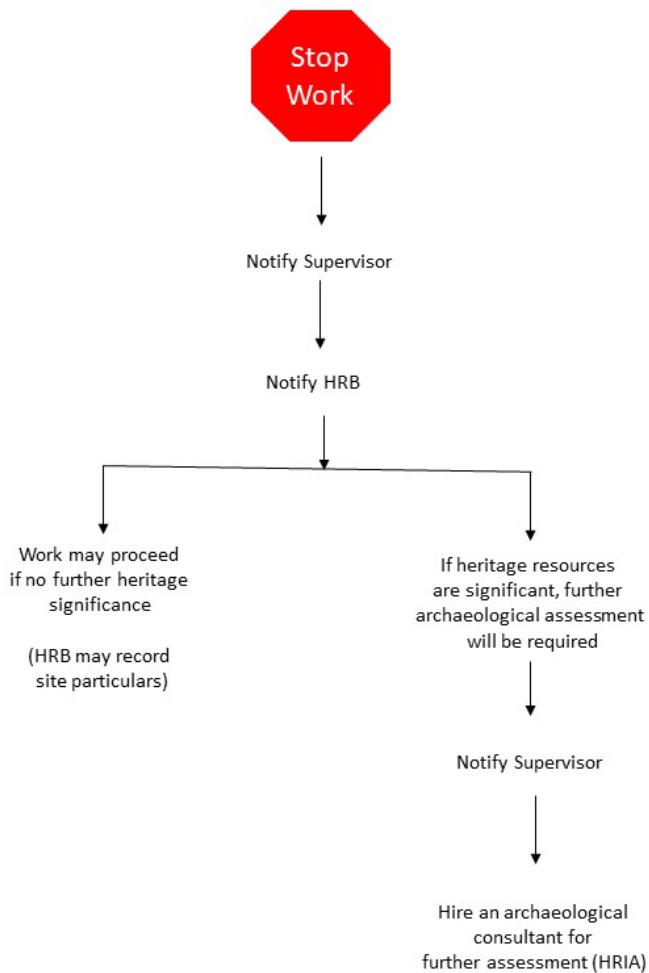 Stop
Work
Notify Supervisor
Notify HRB
Work may proceed
if no further heritage
significance
(HRB may record
site particulars)
If heritage resources
are significant, further
archaeological assessment
will be required
Notify Supervisor
Hire an archaeological
consultant for
further assessment (HRIA)